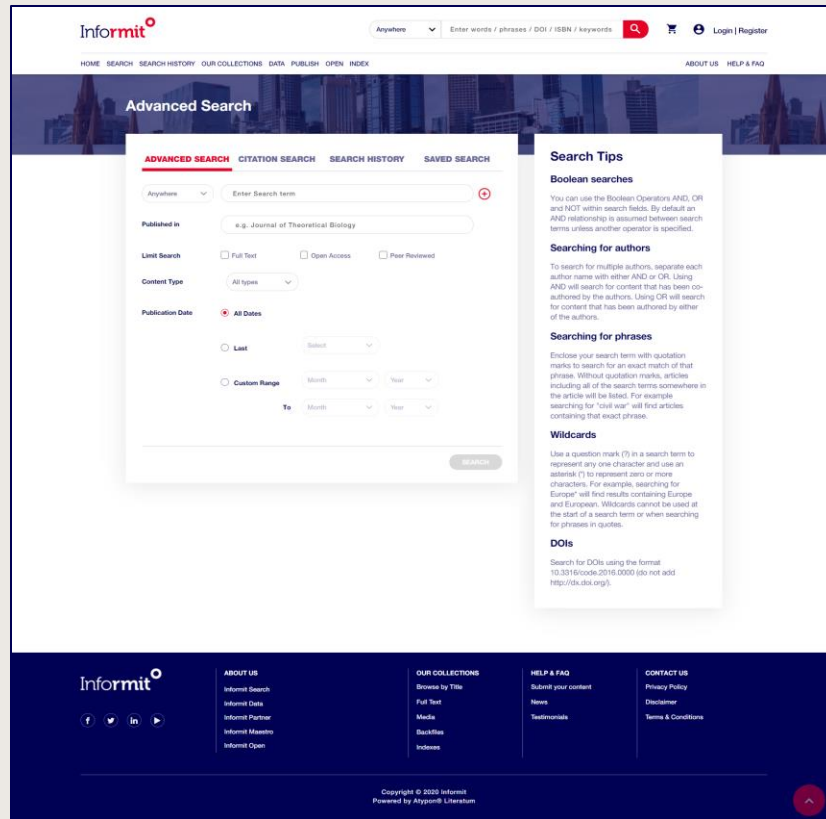 Informit
Anywhere
Enter words / phrases / DOI / ISBN / keywords
Login | Register
HOME SEARCH SEARCH HISTORY OUR COLLECTIONS DATA PUBLISH OPEN INDEX
ABOUT US HELP & FAQ
Advanced Search
ADVANCED SEARCH CITATION SEARCH SEARCH HISTORY SAVED SEARCH
Anywhere
Enter Search term
Published in
e.g. Journal of Theoretical Biology
Limit Search
Full Text
Open Access
Peer Reviewed
Content Type
All types
Publication Date
All Dates
Last
Select
Custom Range
Month
Year
To
Month
Year
SEARCH
Search Tips
Boolean searches
You can use the Boolean Operators AND, OR
and NOT within search fields. By default an
AND relationship is assumed between search
terms unless another operator is specified.
Searching for authors
To search for multiple authors, separate each
author name with either AND or OR. Using
AND will search for content that has been co-
authored by the authors. Using OR will search
for content that has been authored by either
of the authors.
Searching for phrases
Enclose your search term with quotation
marks to search for an exact match of that
phrase. Without quotation marks, articles
including all of the search terms somewhere in
the article will be listed. For example
searching for "civil war" will find articles
containing that exact phrase.
Wildcards
Use a question mark (?) in a search term to
represent any one character and use an
asterisk (*) to represent zero or more
characters. For example, searching for
Europe* will find results containing Europe
and European. Wildcards cannot be used at
the start of a search term or when searching
for phrases in quotes.
DOIs
Search for DOIs using the format
10.3316/code.2016.0000 (do not add
http://dx.doi.org/).
Informit
ABOUT US
Informit Search
Informit Data
Informit Partner
Informit Maestro
Informit Open
OUR COLLECTIONS
Browse by Title
Full Text
Media
Backfiles
Indexes
HELP & FAQ
Submit your content
News
Testimonials
CONTACT US
Privacy Policy
Disclaimer
Terms & Conditions
Copyright © 2020 Informit
Powered by Atypon® Literatum